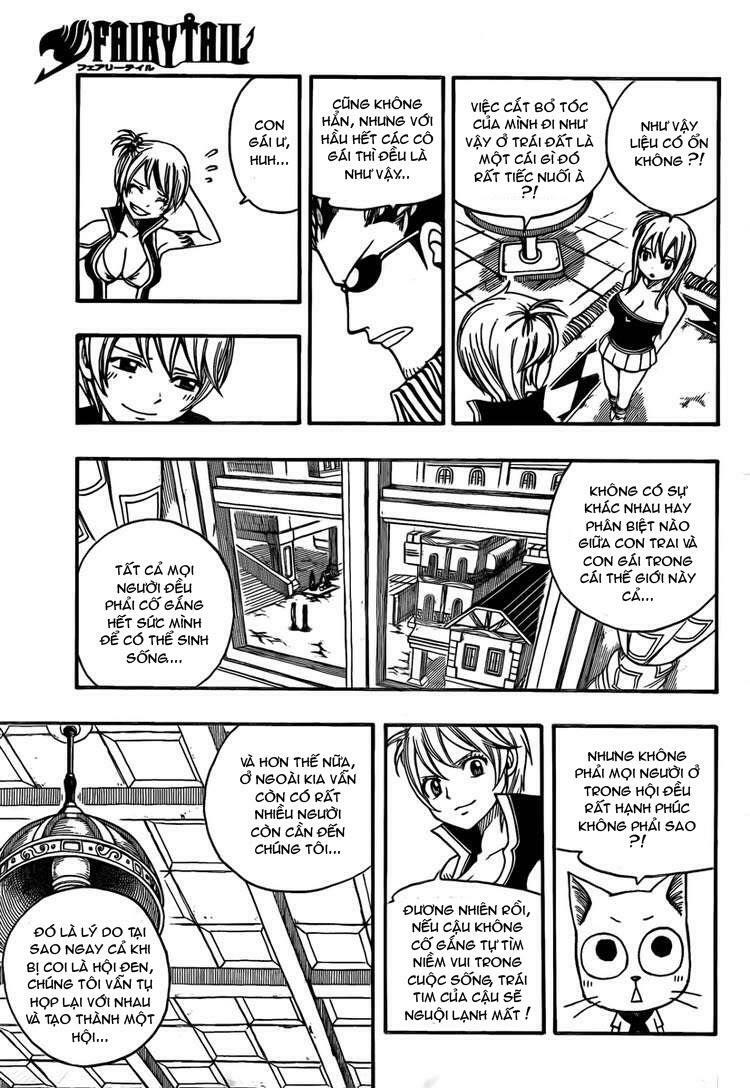 FAIRY TAIL
フェアリーテイル
NHƯ VẬY
LIỆU CÓ ỔN
KHÔNG ?!
VIỆC CẮT BỎ TÓC
CỦA MÌNH ĐI NHƯ
VẬY Ở TRÁI ĐẤT LÀ
MỘT CÁI GÌ ĐÓ
RẤT TIẾC NUỐI À
?!
CŨNG KHÔNG
HẲN, NHƯNG VỚI
HẦU HẾT CÁC CÔ
GÁI THÌ ĐỀU LÀ
NHƯ VẬY..
CON
GÁI Ư,
HUH...
KHÔNG CÓ SỰ
KHÁC NHAU HAY
PHÂN BIỆT NÀO
GIỮA CON TRAI VÀ
CON GÁI TRONG
CÁI THẾ GIỚI NÀY
CẢ...
TẤT CẢ MỌI
NGƯỜI ĐỀU
PHẢI CỐ GẮNG
HẾT SỨC MÌNH
ĐỂ CÓ THỂ SINH
SỐNG...
NHƯNG KHÔNG
PHẢI MỌI NGƯỜI Ở
TRONG HỘI ĐỀU
RẤT HẠNH PHÚC
KHÔNG PHẢI SAO
?!
ĐƯƠNG NHIÊN RỒI,
NẾU CẬU KHÔNG
CỐ GẮNG TỰ TÌM
NIỀM VUI TRONG
CUỘC SỐNG, TRÁI
TIM CỦA CẬU SẼ
NGUỘI LẠNH MẤT !
VÀ HƠN THẾ NỮA,
Ở NGOÀI KIA VẪN
CÒN CÓ RẤT
NHIỀU NGƯỜI
CÒN CẦN ĐẾN
CHÚNG TÔI...
ĐÓ LÀ LÝ DO TẠI
SAO NGAY CẢ KHI
BỊ COI LÀ HỘI ĐEN,
CHÚNG TÔI VẪN TỤ
HỌP LẠI VỚI NHAU
VÀ TẠO THÀNH MỘT
HỘI...